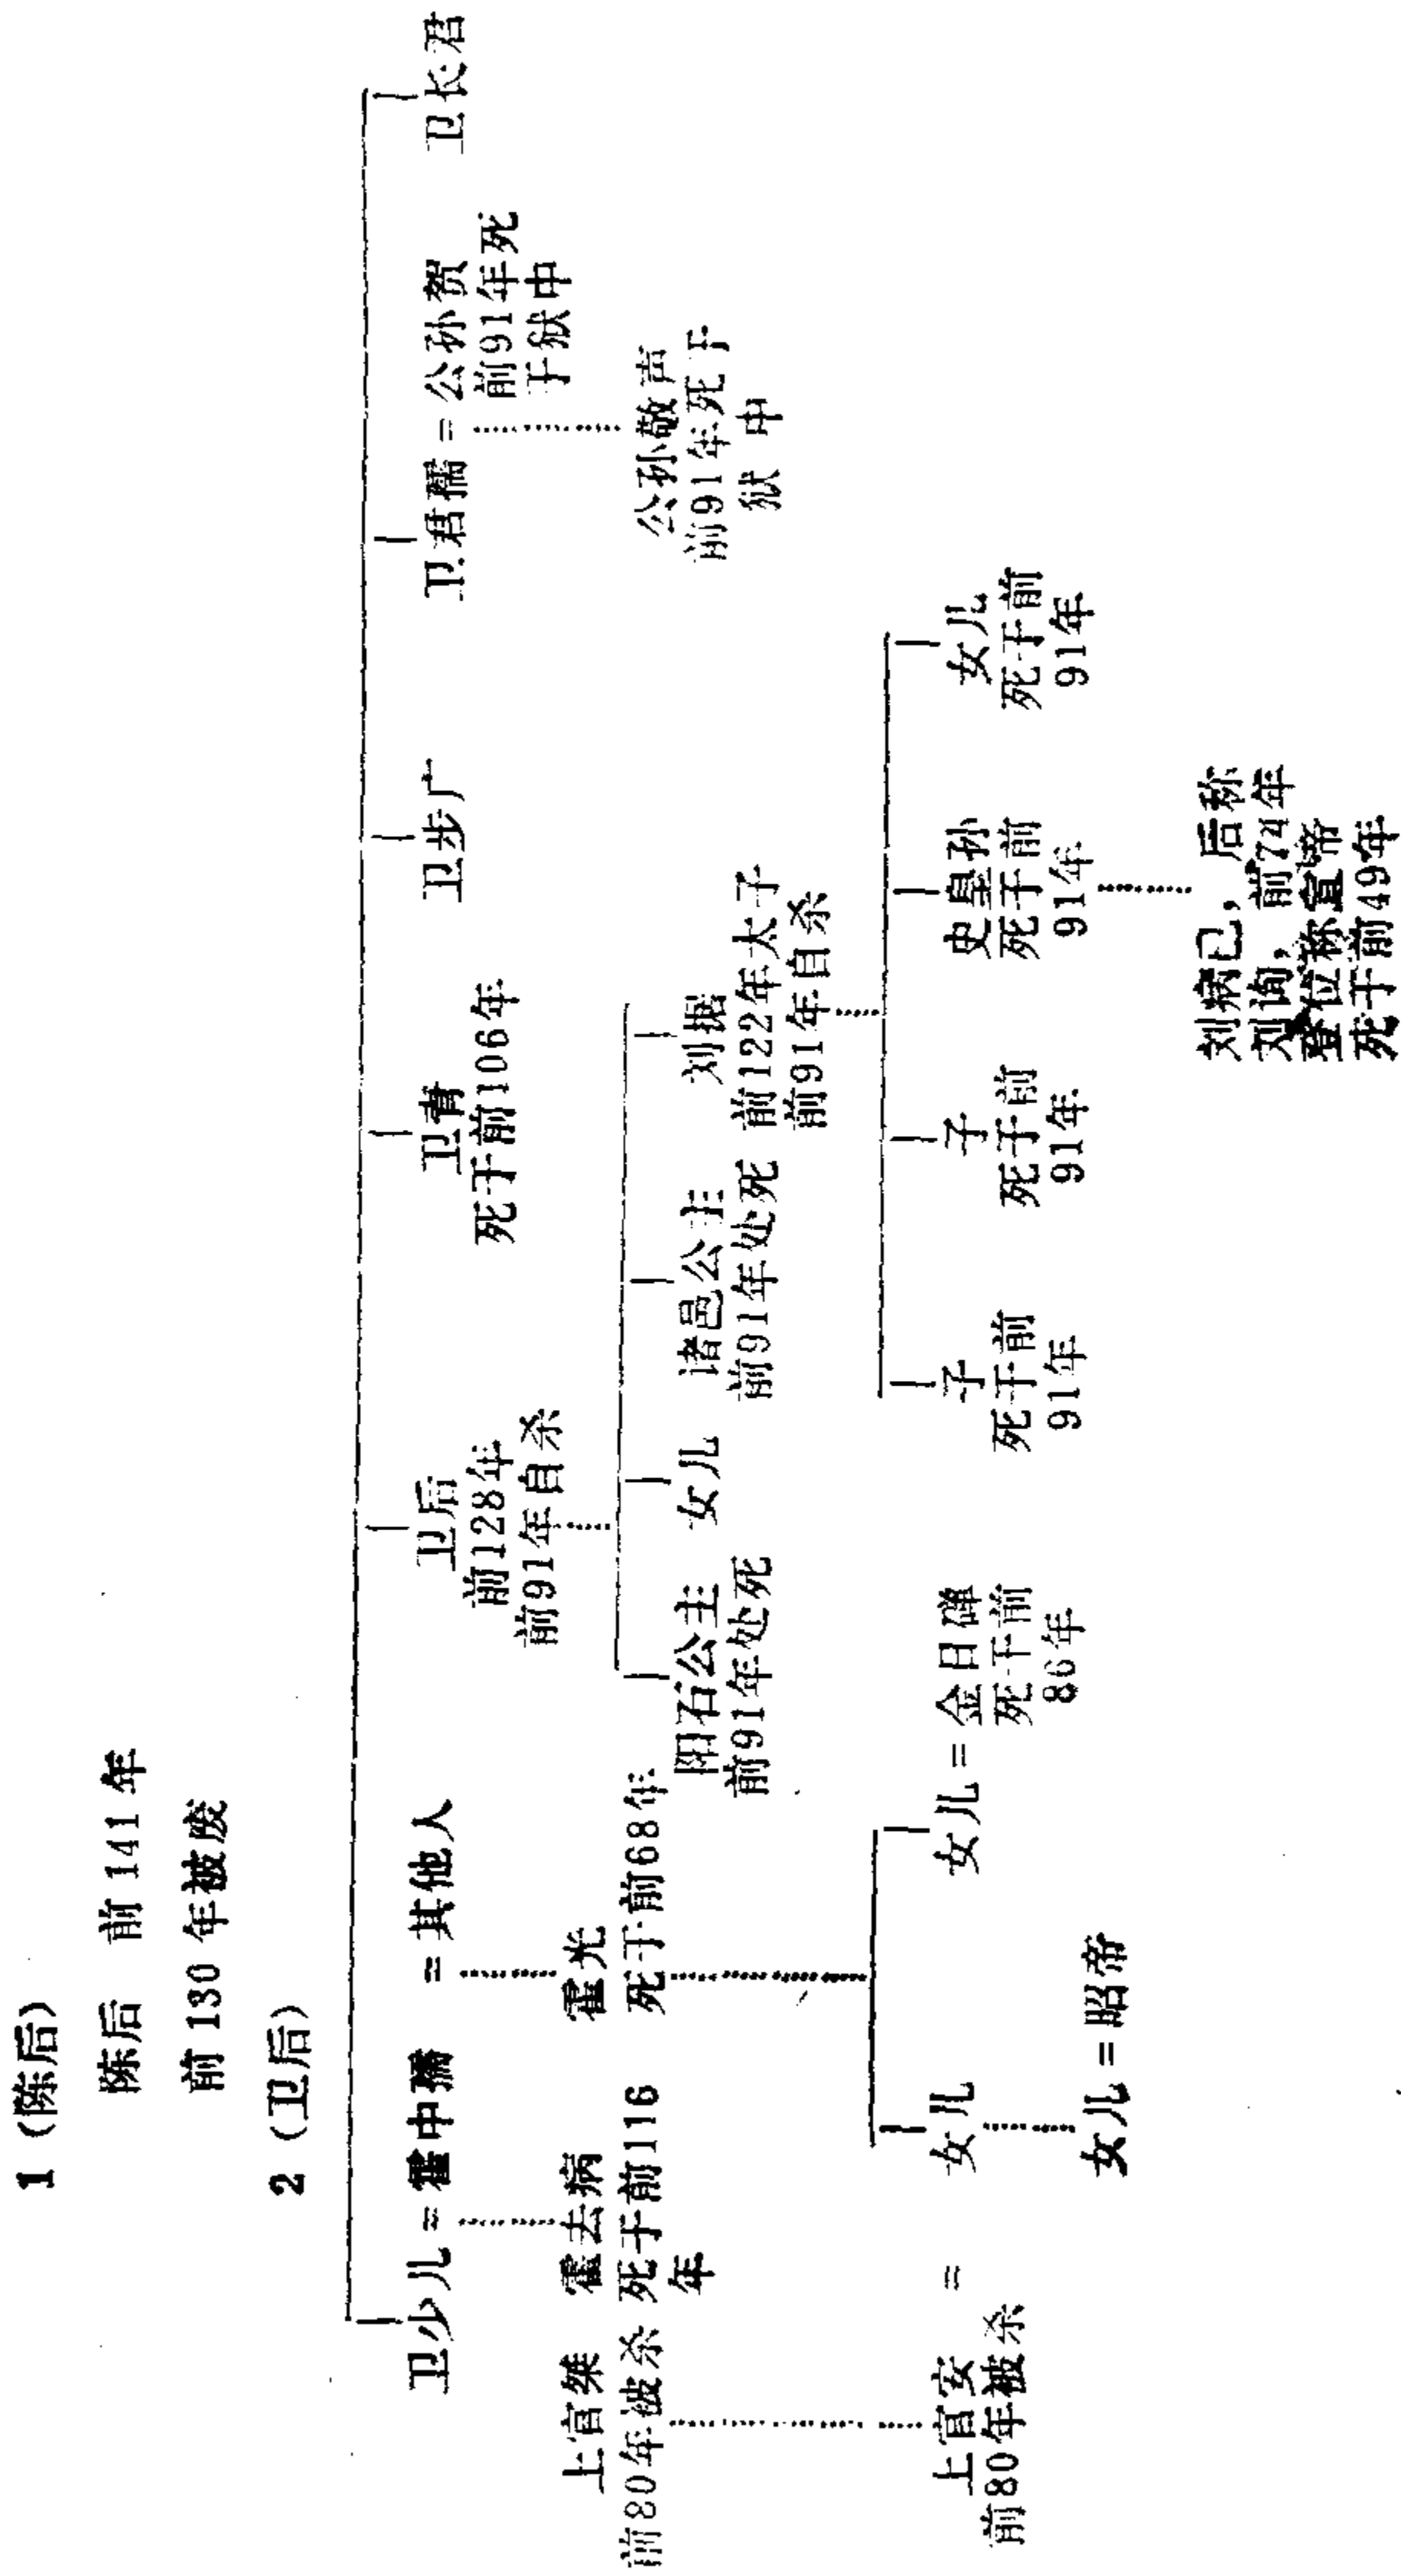 1 (陈后)
陈后 前 141 年
前 130 年被废
2 (卫后)
卫少儿 = 霍中孺 = 其他人
卫后
前128年
前91年自杀
卫青
死于前106年
卫步广
卫君孺 = 公孙贺
前91年死
于狱中
卫长君
上官桀
前80年被杀
霍去病
死于前116
年
霍光
死于前68年
阳石公主
前91年处死
女儿
诸邑公主
前91年处死
刘据
前122年太子
前91年自杀
公孙敬声
前91年死于
狱 中
上官安
前80年被杀
=
女儿
女儿 = 金日磾
死于前
86年
子
死于前
91年
子
死于前
91年
史皇孙
死于前
91年
女儿
死于前
91年
女儿 = 昭帝
刘病已, 后称
刘询, 前74年
登位称宣帝
死于前49年